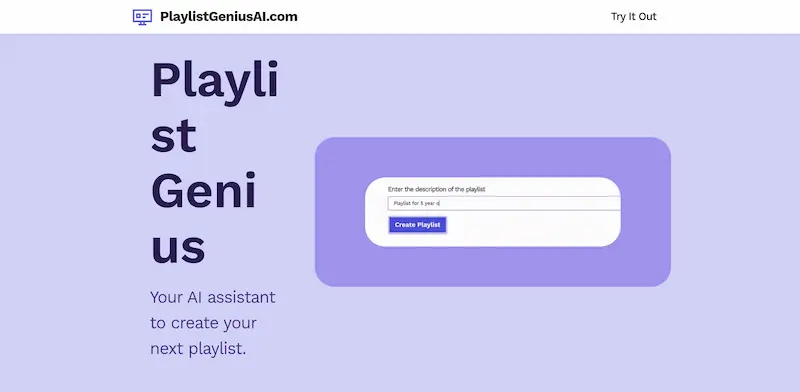 PlaylistGeniusAI.com
Try It Out
Playli
st
Geni
us
Your AI assistant
to create your
next playlist.
Enter the description of the playlist
Playlist for 5 year o
Create Playlist